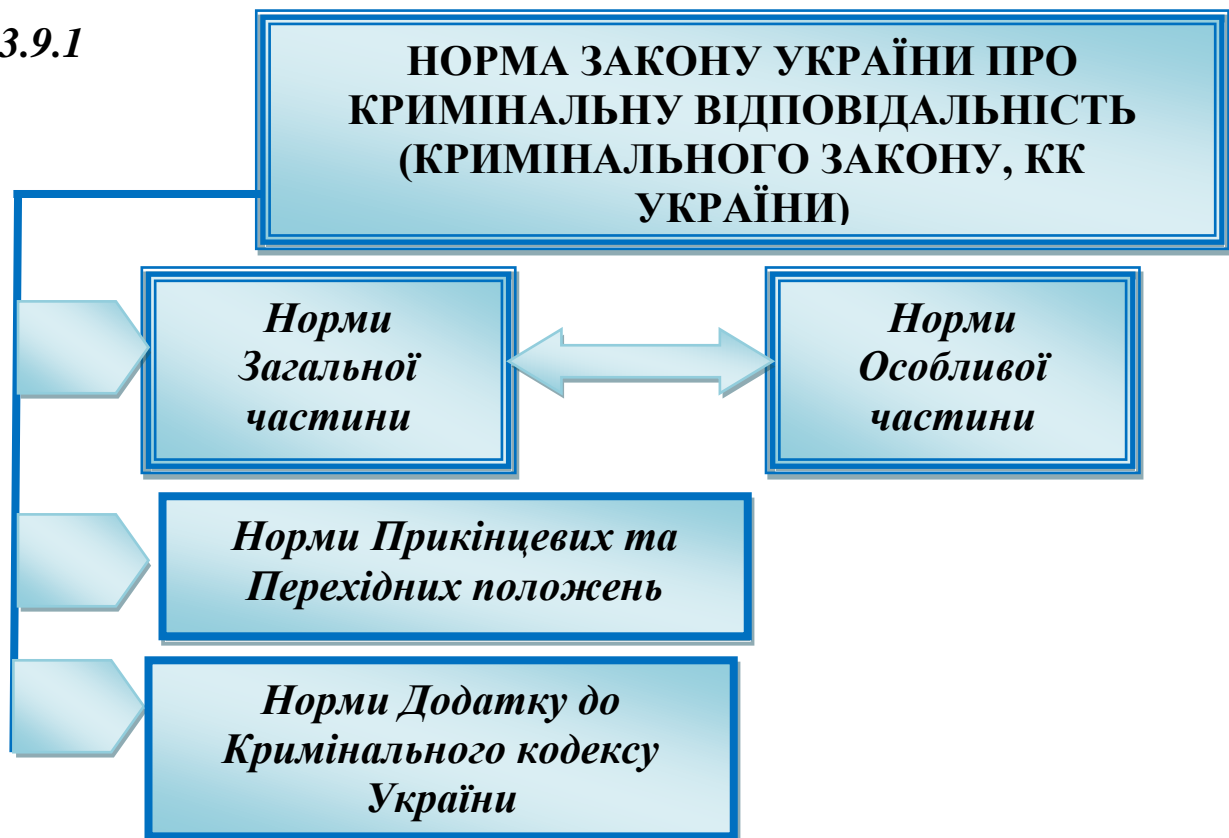 3.9.1
НОРМА ЗАКОНУ УКРАЇНИ ПРО
КРИМІНАЛЬНУ ВІДПОВІДАЛЬНІСТЬ
(КРИМІНАЛЬНОГО ЗАКОНУ, КК
УКРАЇНИ)
Норми
Загальної
частини
Норми
Особливої
частини
Норми Прикінцевих та
Перехідних положень
Норми Додатку до
Кримінального кодексу
України